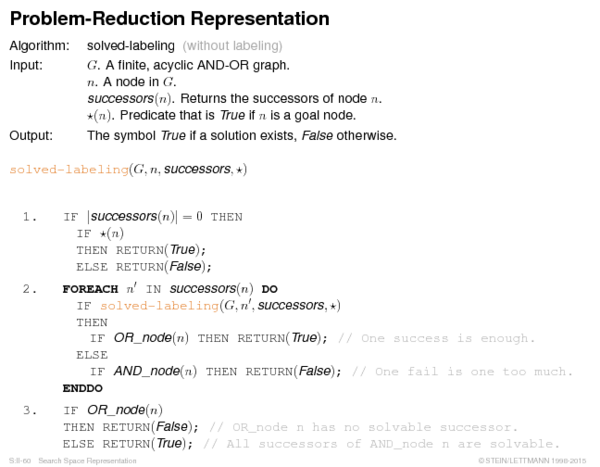 Problem-Reduction Representation
Algorithm: solved-labeling (without labeling)
Input: G. A finite, acyclic AND-OR graph.
n. A node in G.
successors(n). Returns the successors of node n.
⋆(n). Predicate that is True if n is a goal node.
Output: The symbol True if a solution exists, False otherwise.
solved-labeling(G, n, successors, ⋆)
1. IF |successors(n)| = 0 THEN
IF ⋆(n)
THEN RETURN(True);
ELSE RETURN(False);
2. FOREACH n′ IN successors(n) DO
IF solved-labeling(G, n′, successors, ⋆)
THEN
IF OR_node(n) THEN RETURN(True); // One success is enough.
ELSE
IF AND_node(n) THEN RETURN(False); // One fail is one too much.
ENDDO
3. IF OR_node(n)
THEN RETURN(False); // OR_node n has no solvable successor.
ELSE RETURN(True); // All successors of AND_node n are solvable.
S:II-60 Search Space Representation © STEIN/LETTMANN 1998-2015